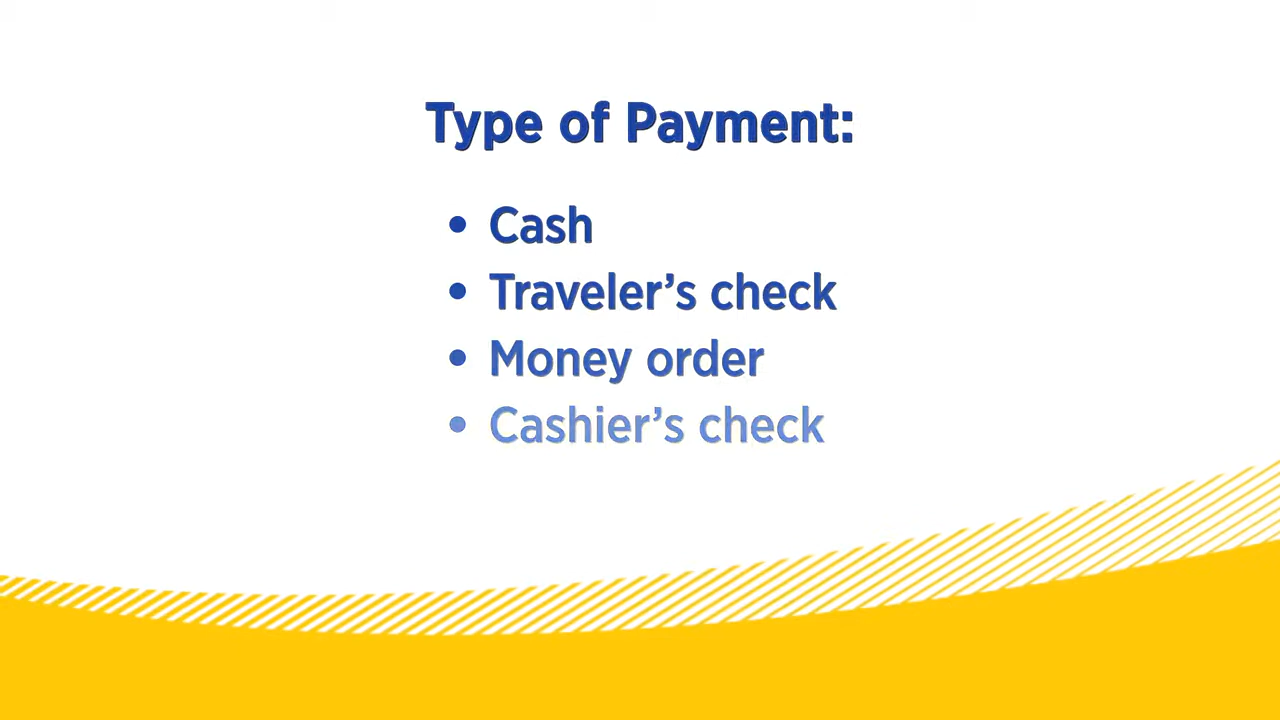 Type of Payment:
• Cash
• Traveler’s check
• Money order
• Cashier’s check